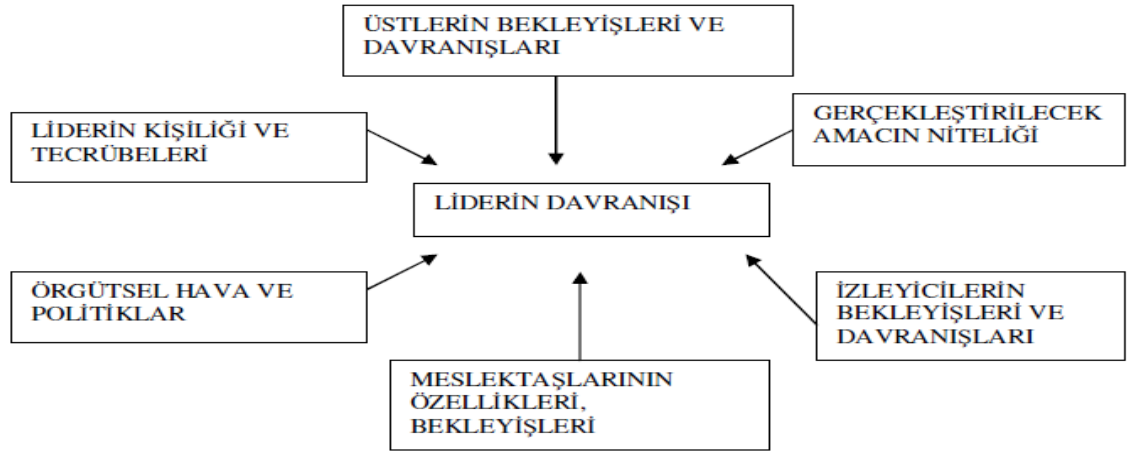 ÜSTLERİN BEKLEYİŞLERİ VE
DAVRANIŞLARI
LİDERİN KİŞİLİĞİ VE
TECRÜBELERİ
GERÇEKLEŞTİRİLECEK
AMACIN NİTELİĞİ
LİDERİN DAVRANIŞI
ÖRGÜTSEL HAVA VE
POLİTİKLAR
İZLEYİCİLERİN
BEKLEYİŞLERİ VE
DAVRANIŞLARI
MESLEKTAŞLARININ
ÖZELLİKLERİ,
BEKLEYİŞLERİ